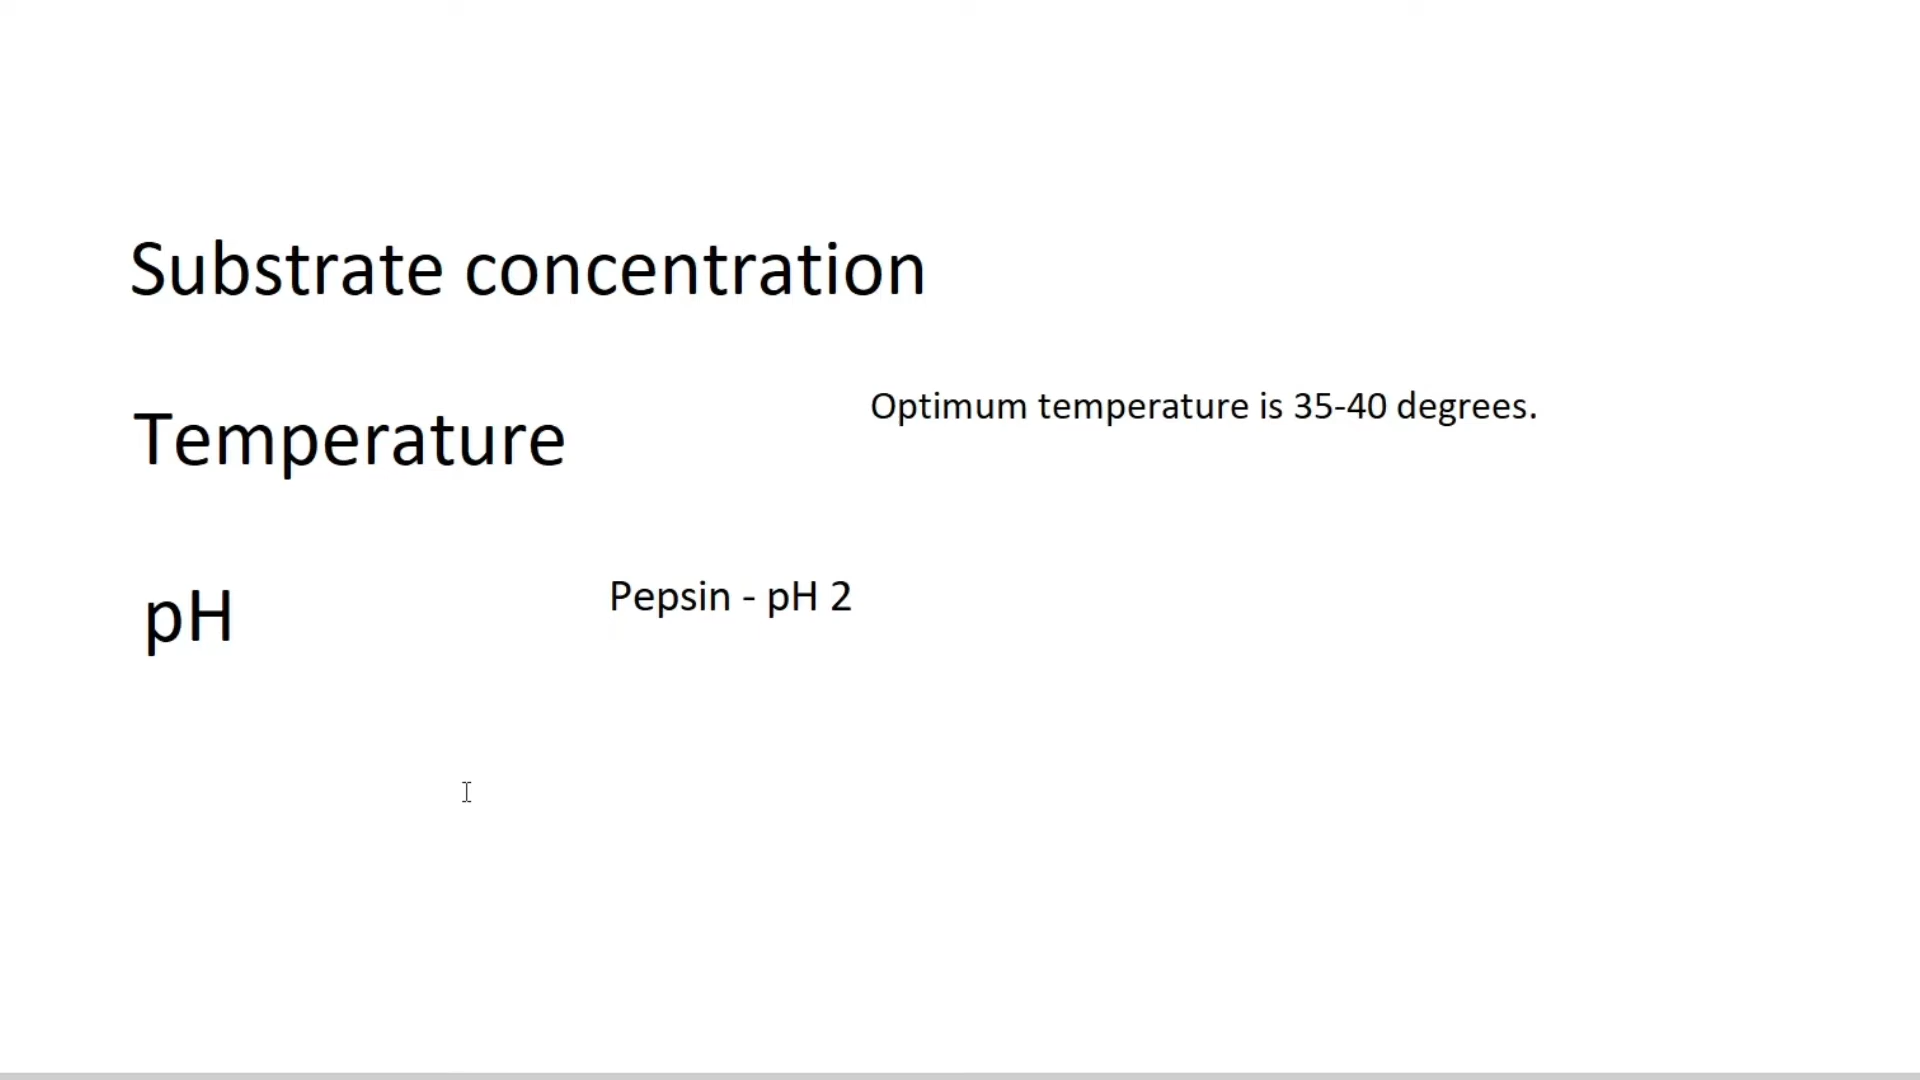 Substrate concentration
Optimum temperature is 35-40 degrees.
Temperature
Pepsin - pH 2
pH